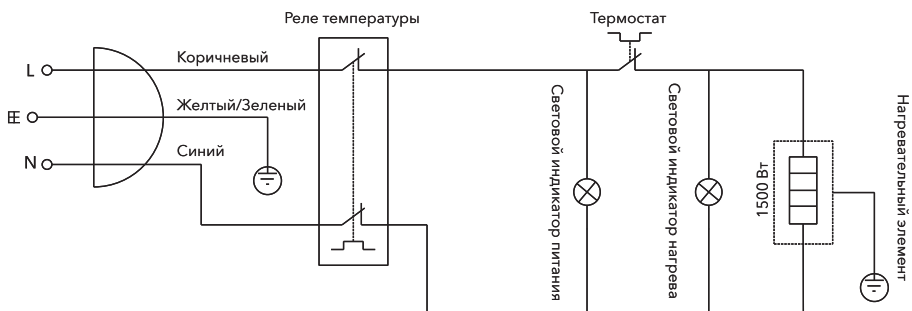 Реле температуры
Термостат
L
Коричневый
Желтый/Зеленый
N
Синий
Световой индикатор питания
Световой индикатор нагрева
1500 Вт
Нагревательный элемент